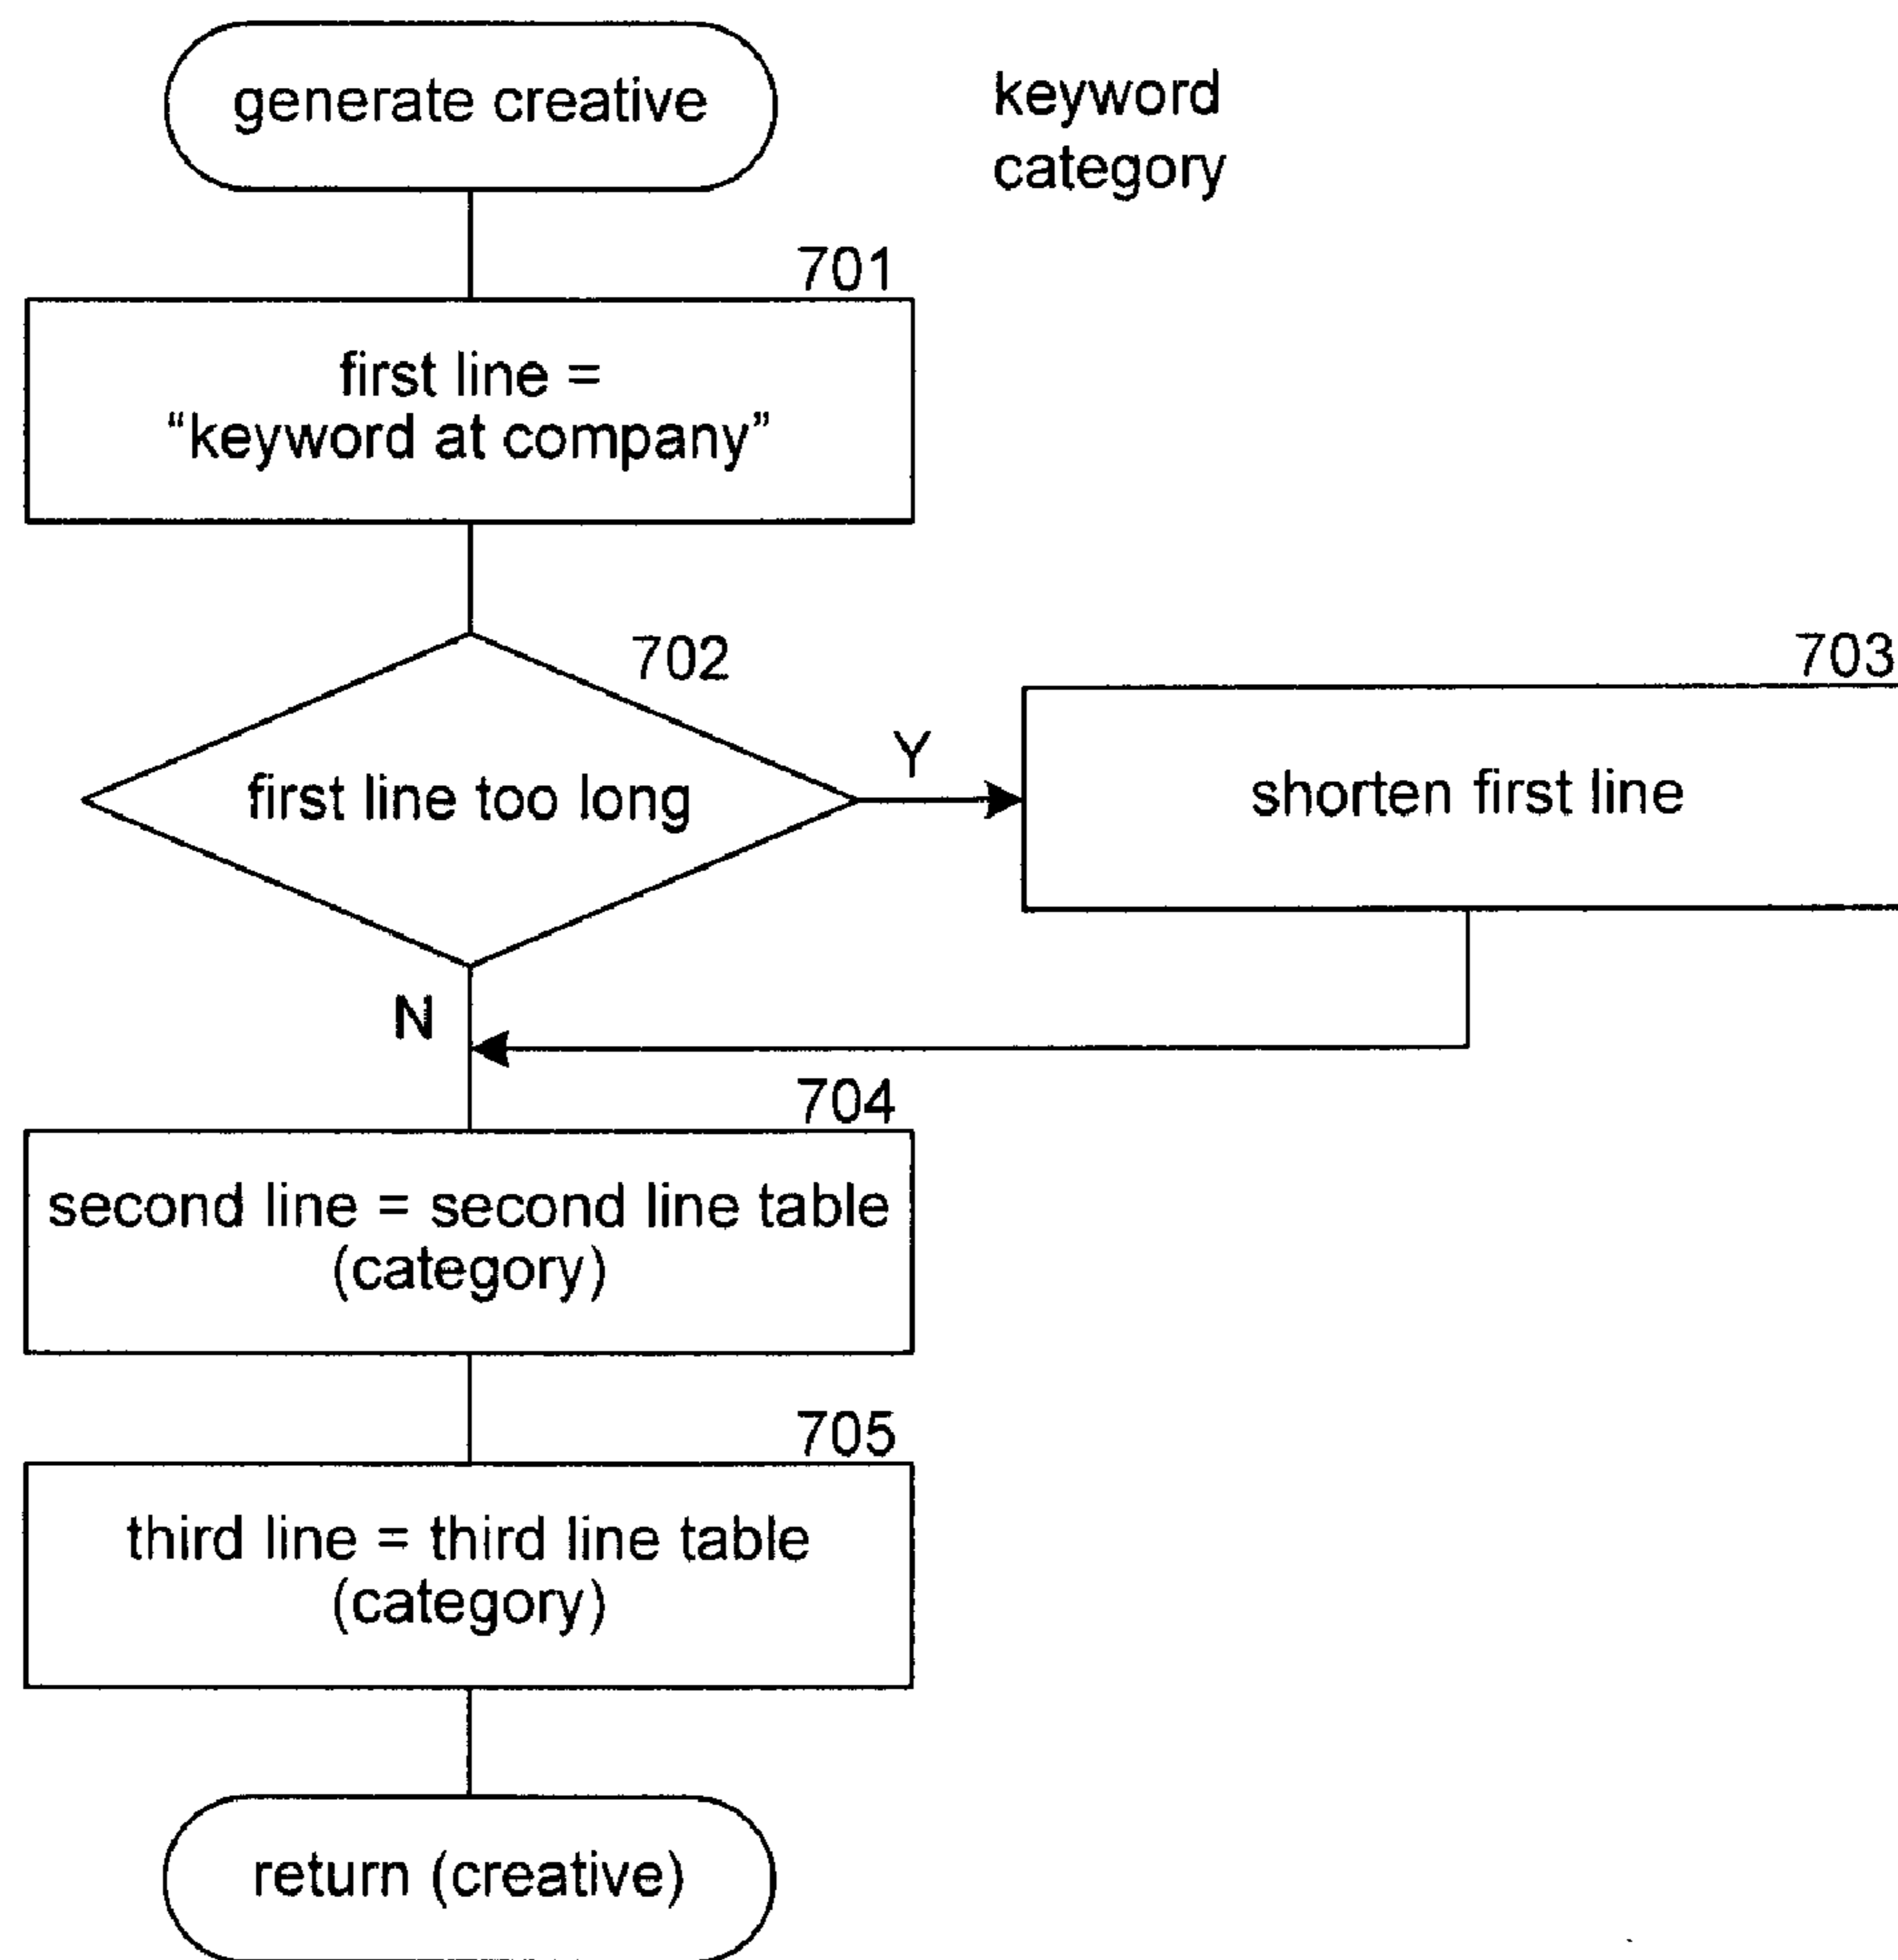 generate creative
keyword
category
701
first line =
“keyword at company”
702
first line too long
Y
703
shorten first line
N
704
second line = second line table
(category)
705
third line = third line table
(category)
return (creative)